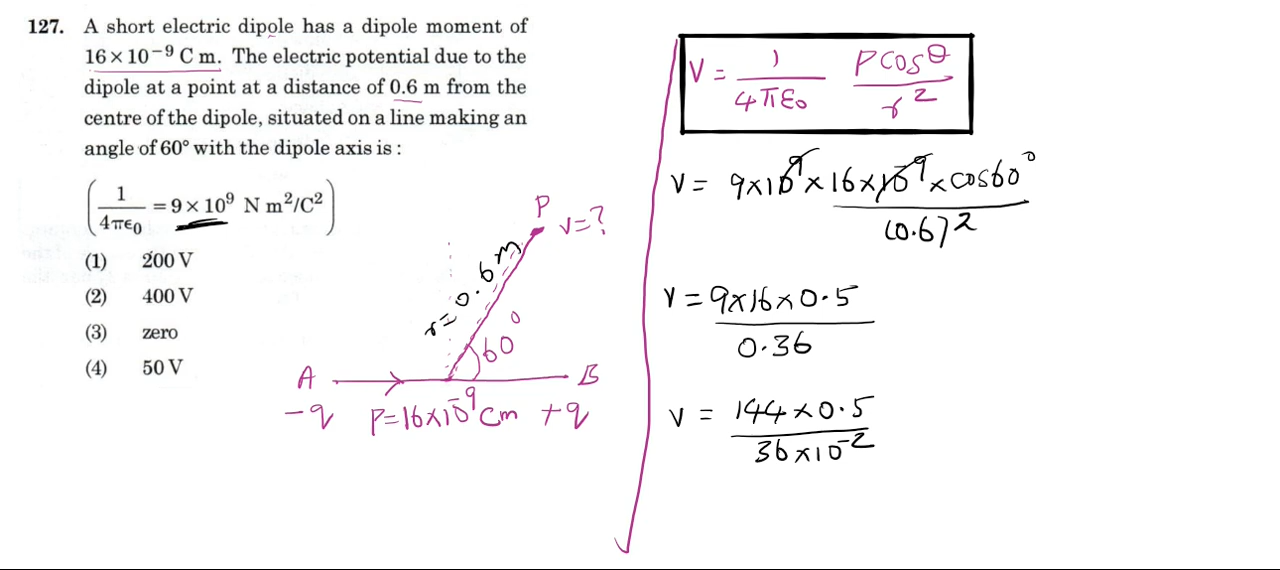 127. A short electric dipole has a dipole moment of
16×10⁻⁹ C m. The electric potential due to the
dipole at a point at a distance of 0.6 m from the
centre of the dipole, situated on a line making an
angle of 60° with the dipole axis is :
(1/4πϵ₀ = 9×10⁹ N m²/C²)
(1) 200 V
(2) 400 V
(3) zero
(4) 50 V
P
V=?
r=0.6m
60°
A
B
-q
P=16×10⁻⁹Cm
+q
V = 1/4πε₀ Pcosθ/r²
V = 9×10⁹×16×10⁻⁹×cos60°/(0.6)²
V = 9×16×0.5/0.36
V = 144×0.5/36×10⁻²